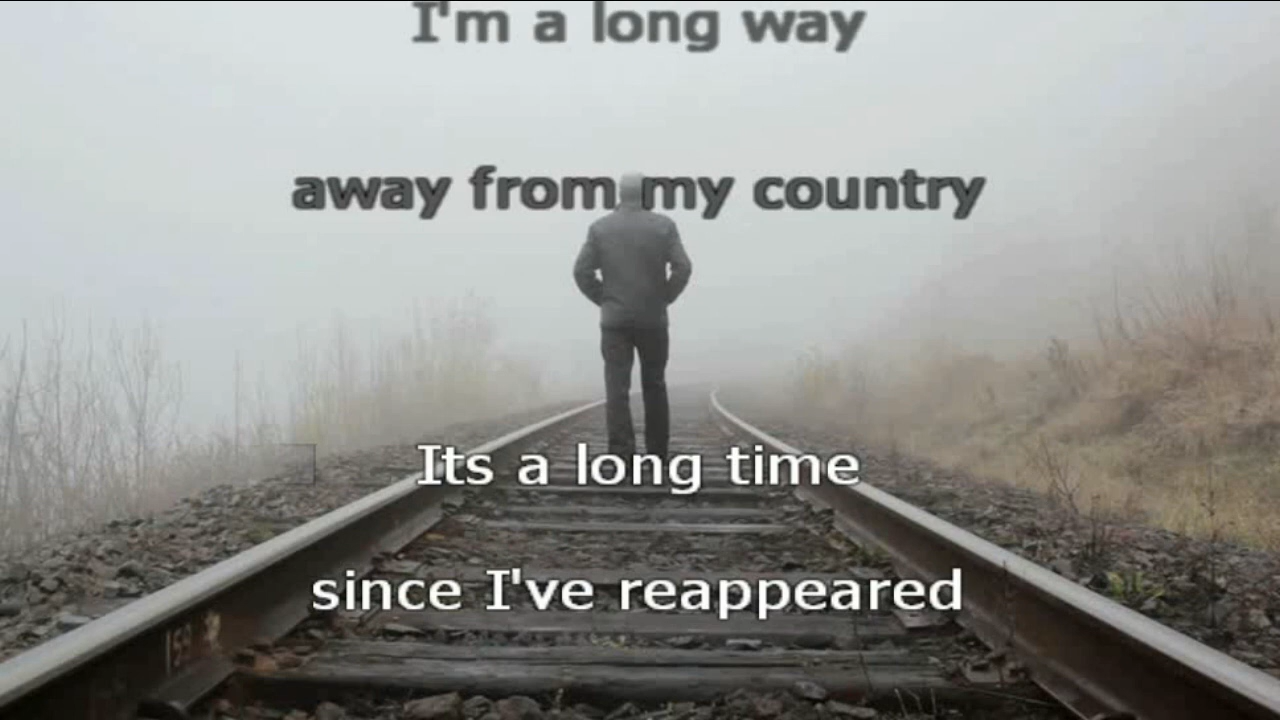 I'm a long way
away from my country
Its a long time
since I've reappeared